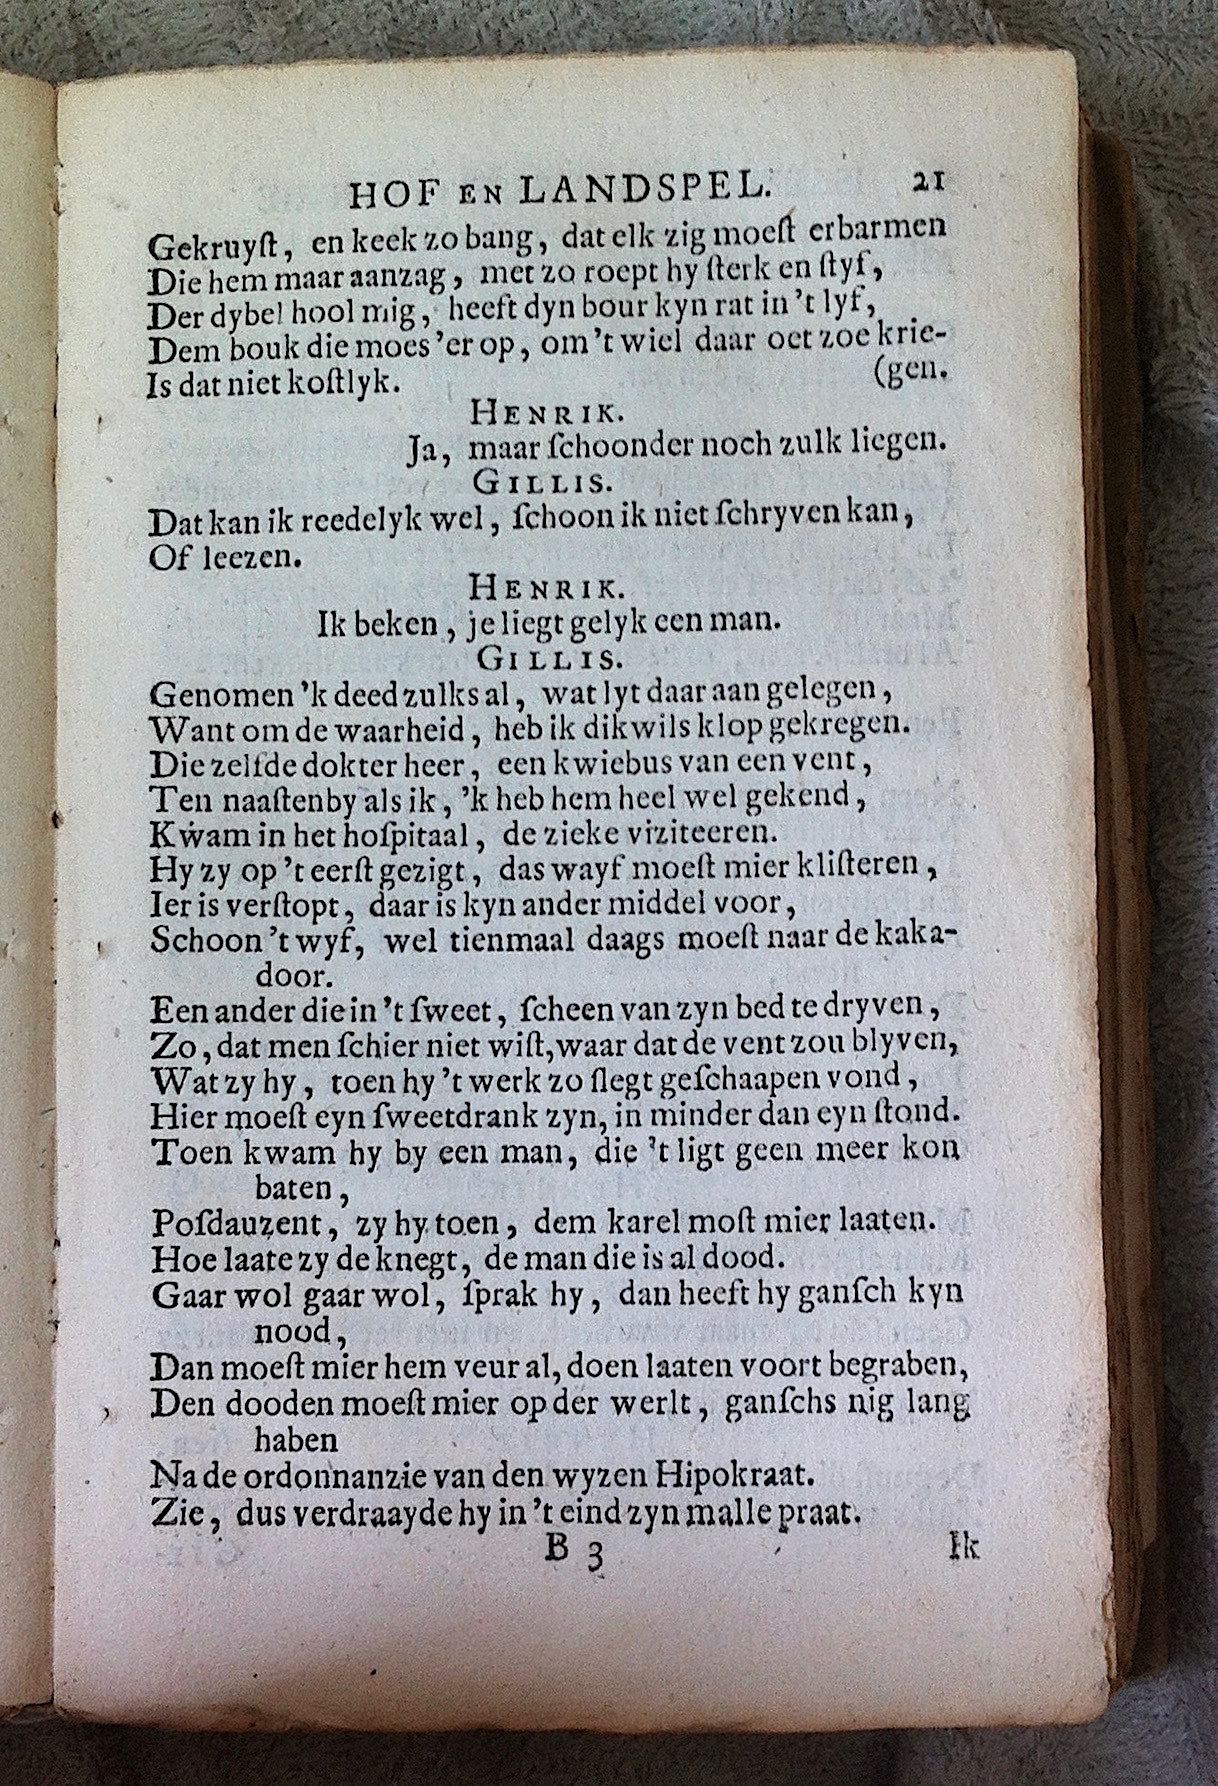 HOF EN LANDSPEL. 21
Gekruyſt, en keek zo bang, dat elk zig moeſt erbarmen
Die hem maar aanzag, met zo roept hy ſterk en ſtyf,
Der dybel hool mig, heeft dyn bour kyn rat in 't lyf,
Dem bouk die moes 'er op, om 't wiel daar oet zoe krie-
(gen.
Is dat niet koſtlyk.
HENRIK.
Ja, maar ſchoonder noch zulk liegen.
GILLIS.
Dat kan ik reedelyk wel, ſchoon ik niet ſchryven kan,
Of leezen.
HENRIK.
Ik beken, je liegt gelyk een man.
GILLIS.
Genomen 'k deed zulks al, wat lyt daar aan gelegen,
Want om de waarheid, heb ik dikwils klop gekregen.
Die zelfde dokter heer, een kwiebus van een vent,
Ten naaſtenby als ik, 'k heb hem heel wel gekend,
Kwam in het hoſpitaal, de zieke viziteeren.
Hy zy op 't eerſt gezigt, das wayf moeſt mier kliſteren,
Ier is verſtopt, daar is kyn ander middel voor,
Schoon 't wyf, wel tienmaal daags moeſt naar de kaka-
door.
Een ander die in 't ſweet, ſcheen van zyn bed te dryven,
Zo, dat men ſchier niet wiſt, waar dat de vent zou blyven,
Wat zy hy, toen hy 't werk zo ſlegt geſchaapen vond,
Hier moeſt eyn ſweetdrank zyn, in minder dan eyn ſtond.
Toen kwam hy by een man, die 't ligt geen meer kon
baten,
Poſdauzent, zy hy toen, dem karel moſt mier laaten.
Hoe laate zy de knegt, de man die is al dood.
Gaar wol gaar wol, ſprak hy, dan heeft hy ganſch kyn
nood,
Dan moeſt mier hem veur al, doen laaten voort begraben,
Den dooden moeſt mier op der werlt, ganſchs nig lang
haben
Na de ordonnanzie van den wyzen Hipokraat.
Zie, dus verdraayde hy in 't eind zyn malle praat.
B 3 Ik